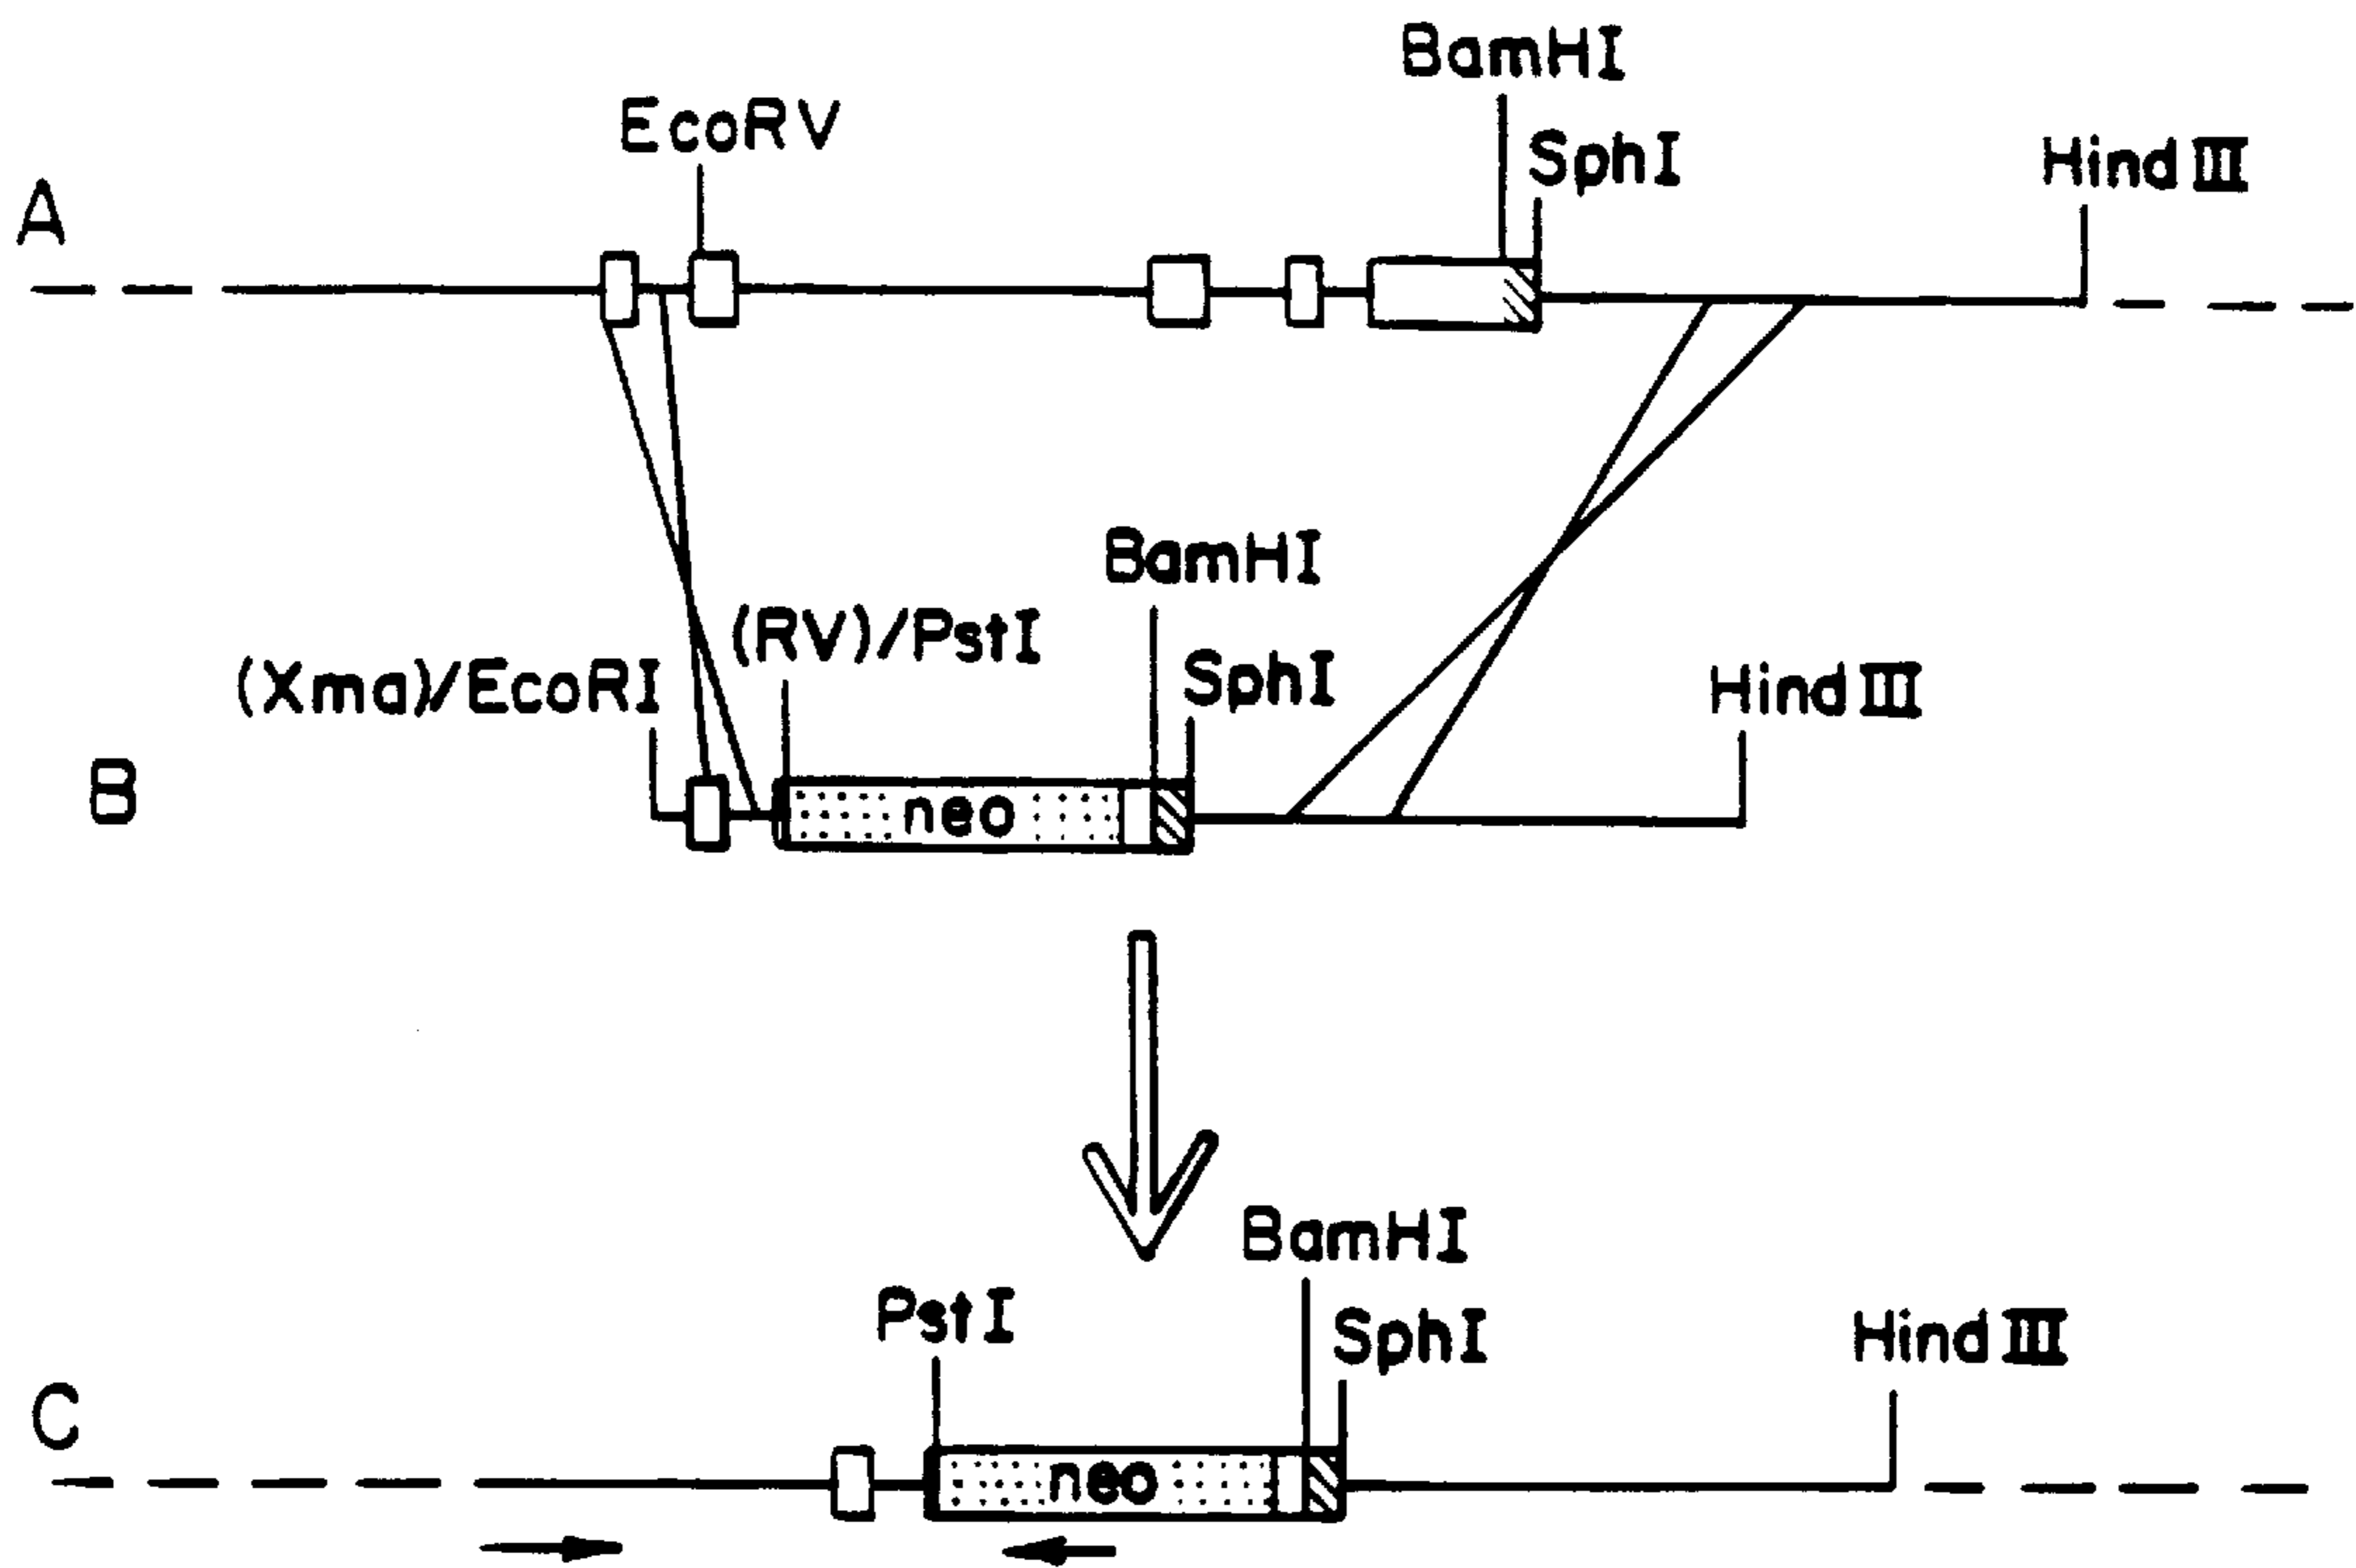 BamHI
EcoRV
SphI
HindIII
A
BamHI
(RV)/PstI
(Xma)/EcoRI
SphI
HindIII
B
neo
BamHI
PstI
SphI
HindIII
C
neo